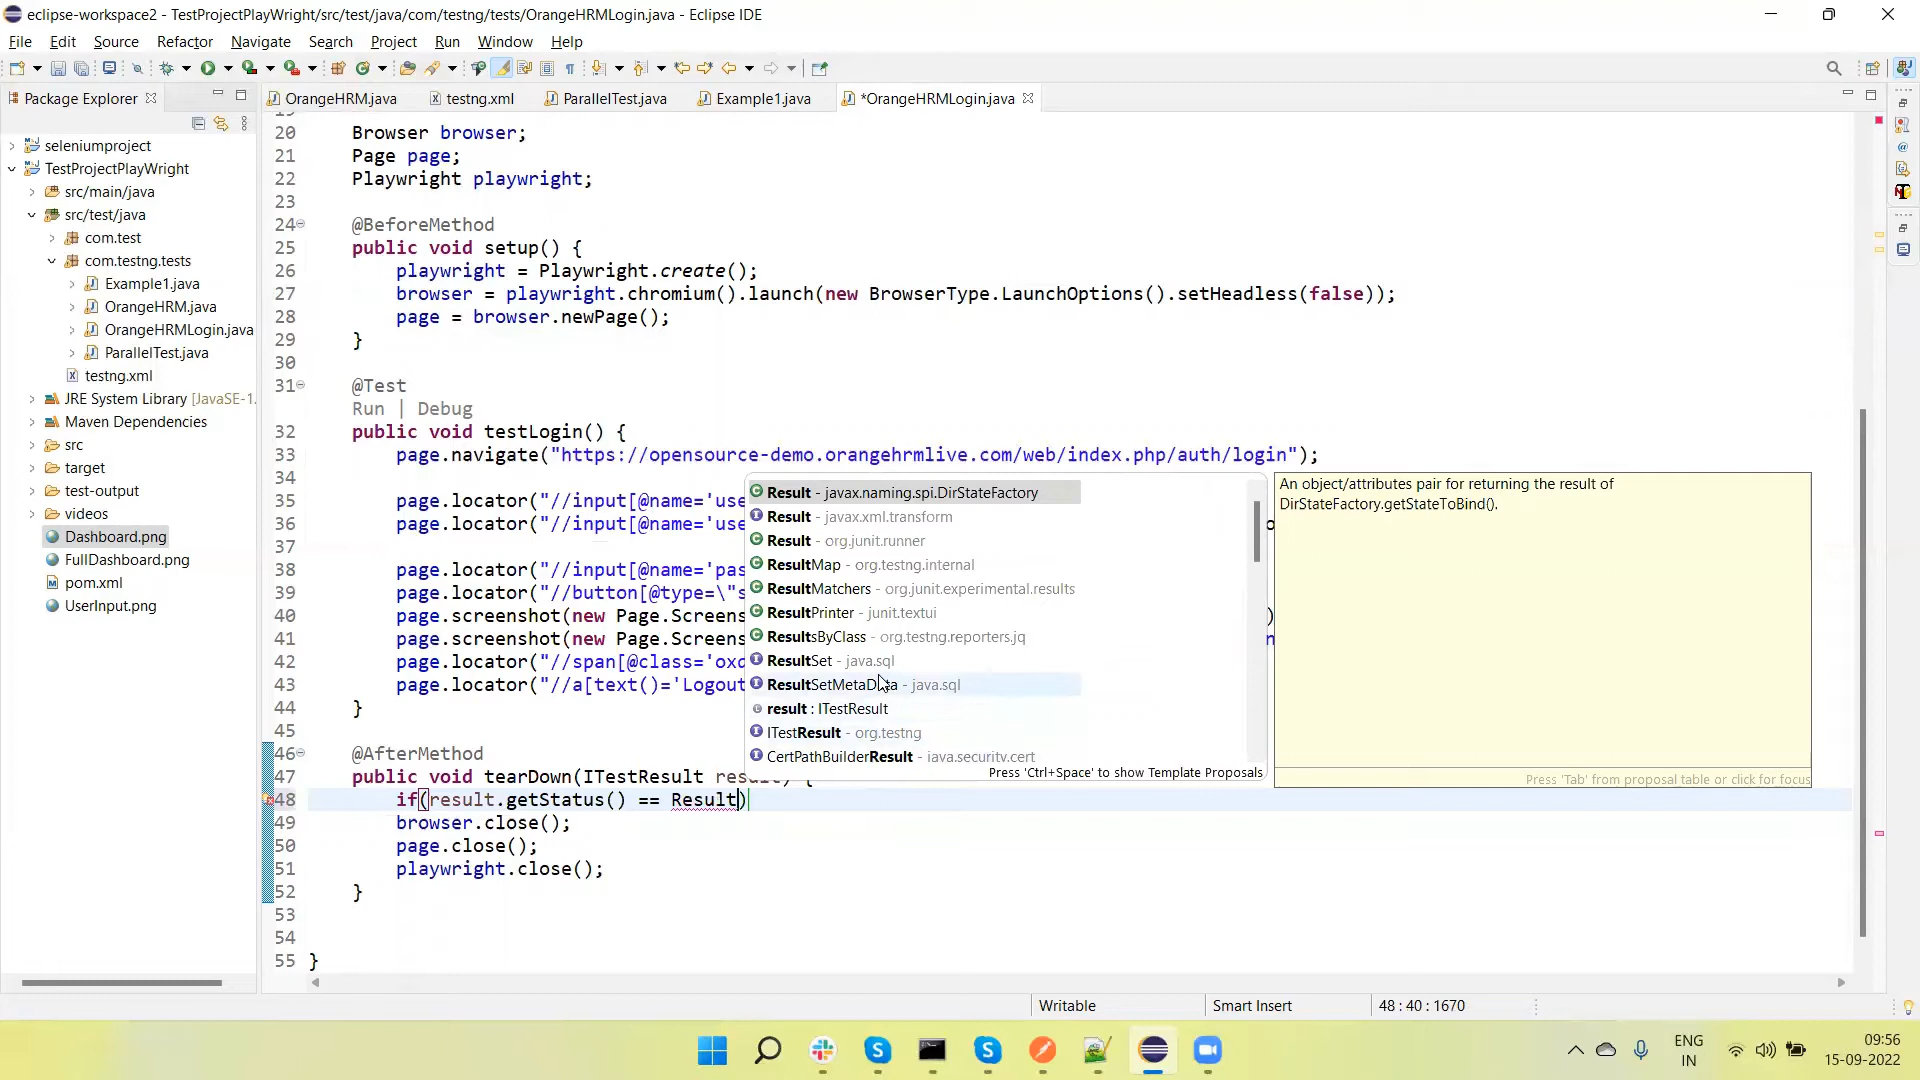 eclipse-workspace2 - TestProjectPlayWright/src/test/java/com/testng/tests/OrangeHRMLogin.java - Eclipse IDE
File Edit Source Refactor Navigate Search Project Run Window Help
Package Explorer
OrangeHRM.java testng.xml ParallelTest.java Example1.java *OrangeHRMLogin.java
seleniumproject
TestProjectPlayWright
src/main/java
src/test/java
com.test
com.testng.tests
Example1.java
OrangeHRM.java
OrangeHRMLogin.java
ParallelTest.java
testng.xml
JRE System Library [JavaSE-1.
Maven Dependencies
src
target
test-output
videos
Dashboard.png
FullDashboard.png
pom.xml
UserInput.png
20 Browser browser;
21 Page page;
22 Playwright playwright;
23
24 @BeforeMethod
25 public void setup() {
26 playwright = Playwright.create();
27 browser = playwright.chromium().launch(new BrowserType.LaunchOptions().setHeadless(false));
28 page = browser.newPage();
29 }
30
31 @Test
Run | Debug
32 public void testLogin() {
33 page.navigate("https://opensource-demo.orangehrmlive.com/web/index.php/auth/login");
34
35 page.locator("//input[@name='use
36 page.locator("//input[@name='use
37
38 page.locator("//input[@name='pas
39 page.locator("//button[@type=\"s
40 page.screenshot(new Page.Screens
41 page.screenshot(new Page.Screens
42 page.locator("//span[@class='oxd
43 page.locator("//a[text()='Logout
44 }
45
46 @AfterMethod
47 public void tearDown(ITestResult result) {
48 if(result.getStatus() == Result)
49 browser.close();
50 page.close();
51 playwright.close();
52 }
53
54
55 }
Result - javax.naming.spi.DirStateFactory
Result - javax.xml.transform
Result - org.junit.runner
ResultMap - org.testng.internal
ResultMatchers - org.junit.experimental.results
ResultPrinter - junit.textui
ResultsByClass - org.testng.reporters.jq
ResultSet - java.sql
ResultSetMetaData - java.sql
result : ITestResult
ITestResult - org.testng
CertPathBuilderResult - java.security.cert
Press 'Ctrl+Space' to show Template Proposals
An object/attributes pair for returning the result of
DirStateFactory.getStateToBind().
Press 'Tab' from proposal table or click for focus
Writable Smart Insert 48 : 40 : 1670
ENG
IN
09:56
15-09-2022